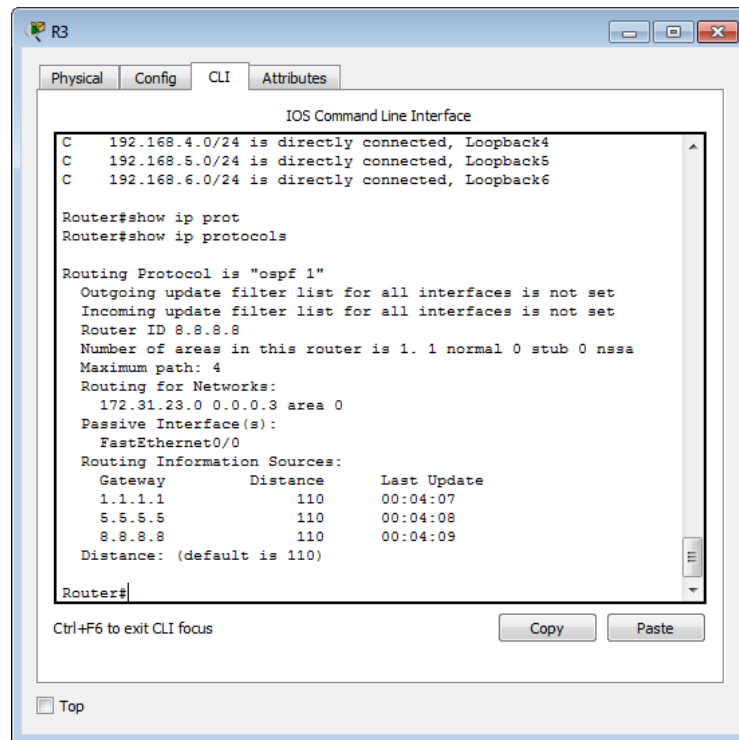 R3
Physical Config CLI Attributes
IOS Command Line Interface
C    192.168.4.0/24 is directly connected, Loopback4
C    192.168.5.0/24 is directly connected, Loopback5
C    192.168.6.0/24 is directly connected, Loopback6
Router#show ip prot
Router#show ip protocols
Routing Protocol is "ospf 1"
  Outgoing update filter list for all interfaces is not set
  Incoming update filter list for all interfaces is not set
  Router ID 8.8.8.8
  Number of areas in this router is 1. 1 normal 0 stub 0 nssa
  Maximum path: 4
  Routing for Networks:
    172.31.23.0 0.0.0.3 area 0
  Passive Interface(s):
    FastEthernet0/0
  Routing Information Sources:
    Gateway         Distance      Last Update
    1.1.1.1              110      00:04:07
    5.5.5.5              110      00:04:08
    8.8.8.8              110      00:04:09
  Distance: (default is 110)
Router#
Ctrl+F6 to exit CLI focus Copy Paste
Top